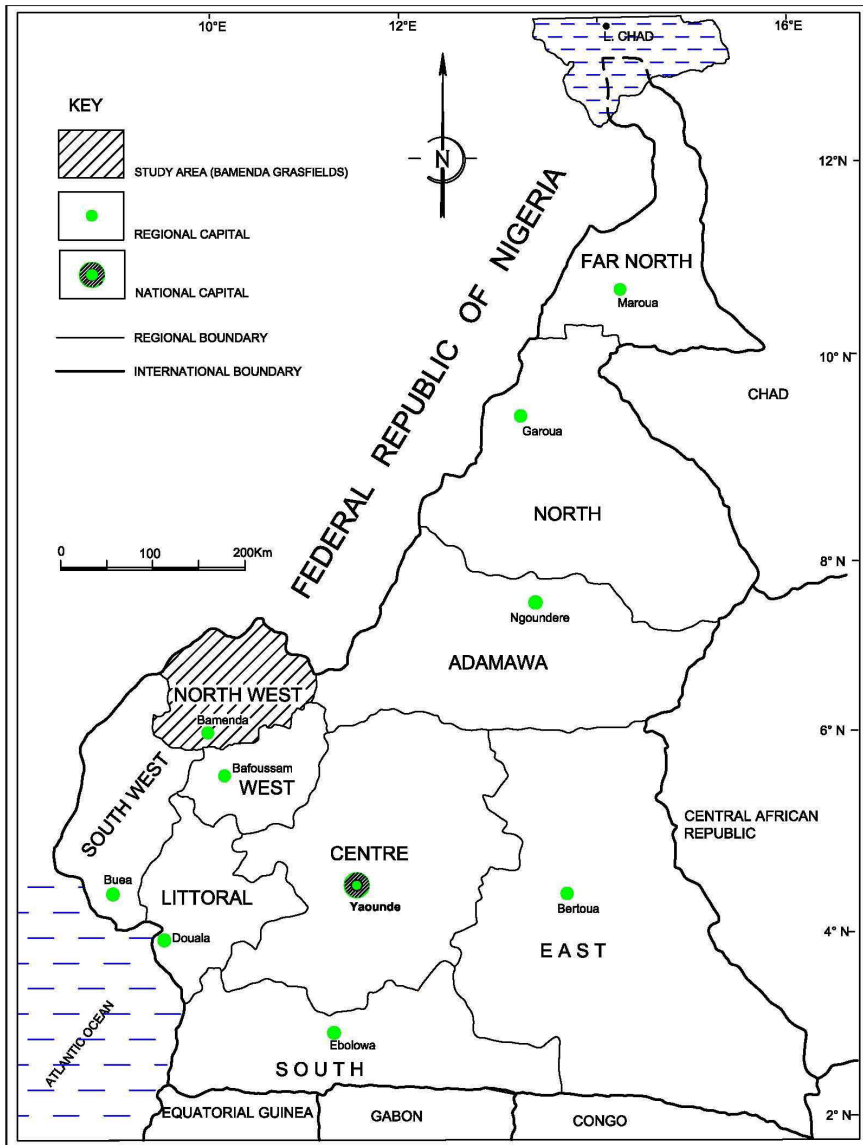 10°E
12°E
16°E
L. CHAD
KEY
N
STUDY AREA (BAMENDA GRASFIELDS)
REGIONAL CAPITAL
NATIONAL CAPITAL
REGIONAL BOUNDARY
INTERNATIONAL BOUNDARY
FEDERAL REPUBLIC OF NIGERIA
12°N
FAR NORTH
Maroua
10°N
CHAD
Garoua
NORTH
0 100 200Km
8° N
Ngoundere
ADAMAWA
NORTH WEST
Bamenda
6° N
Bafoussam
WEST
SOUTH WEST
CENTRAL AFRICAN
REPUBLIC
CENTRE
Buea
LITTORAL
Yaounde
Bertoua
Douala
EAST
4° N
ATLANTIC OCEAN
Ebolowa
SOUTH
EQUATORIAL GUINEA
GABON
CONGO
2° N